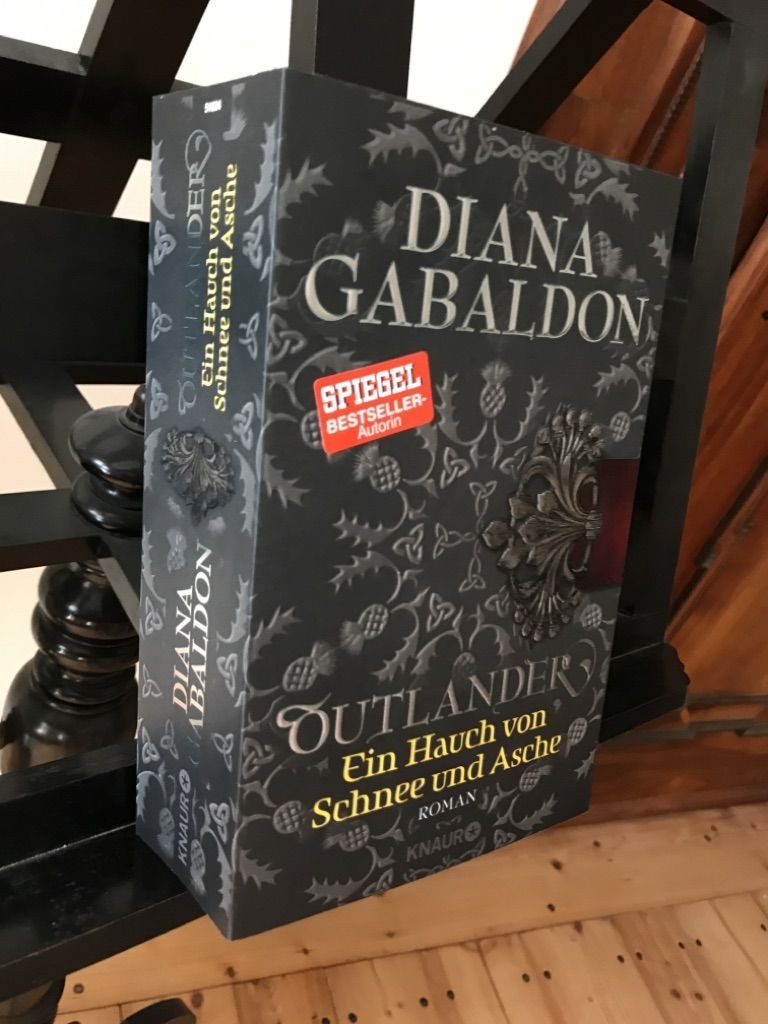 DIANA
GABALDON
SPIEGEL
BESTSELLER-
Autorin
OUTLANDER
Ein Hauch von
Schnee und Asche
ROMAN
KNAUR
OUTLANDER
Ein Hauch von
Schnee und Asche
DIANA
GABALDON
KNAUR